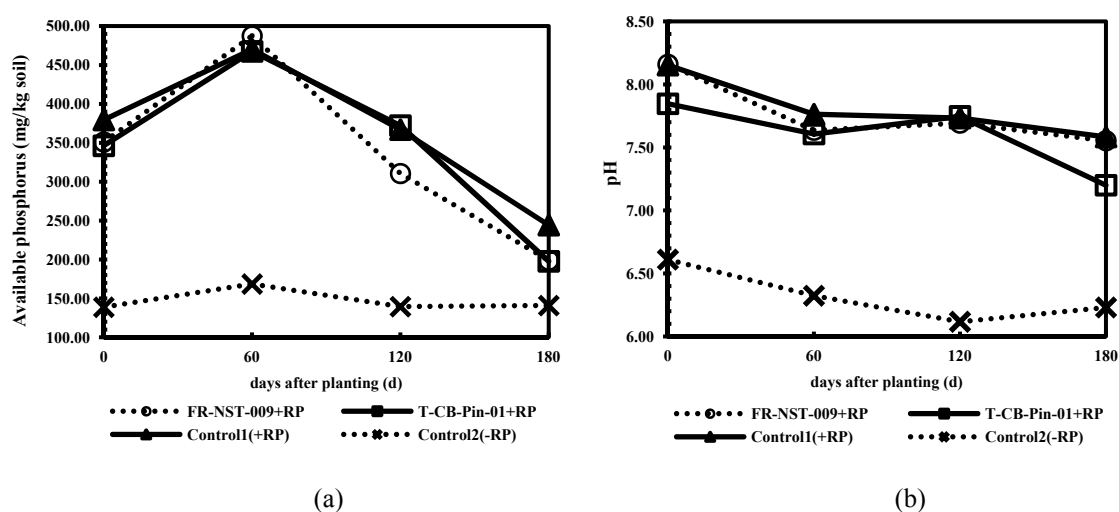 500.00
450.00
400.00
350.00
300.00
250.00
200.00
150.00
100.00
Available phosphorus (mg/kg soil)
0 60 120 180
days after planting (d)
FR-NST-009+RP T-CB-Pin-01+RP
Control1(+RP) Control2(-RP)
(a)
8.50
8.00
7.50
7.00
6.50
6.00
pH
0 60 120 180
days after planting (d)
FR-NST-009+RP T-CB-Pin-01+RP
Control1(+RP) Control2(-RP)
(b)